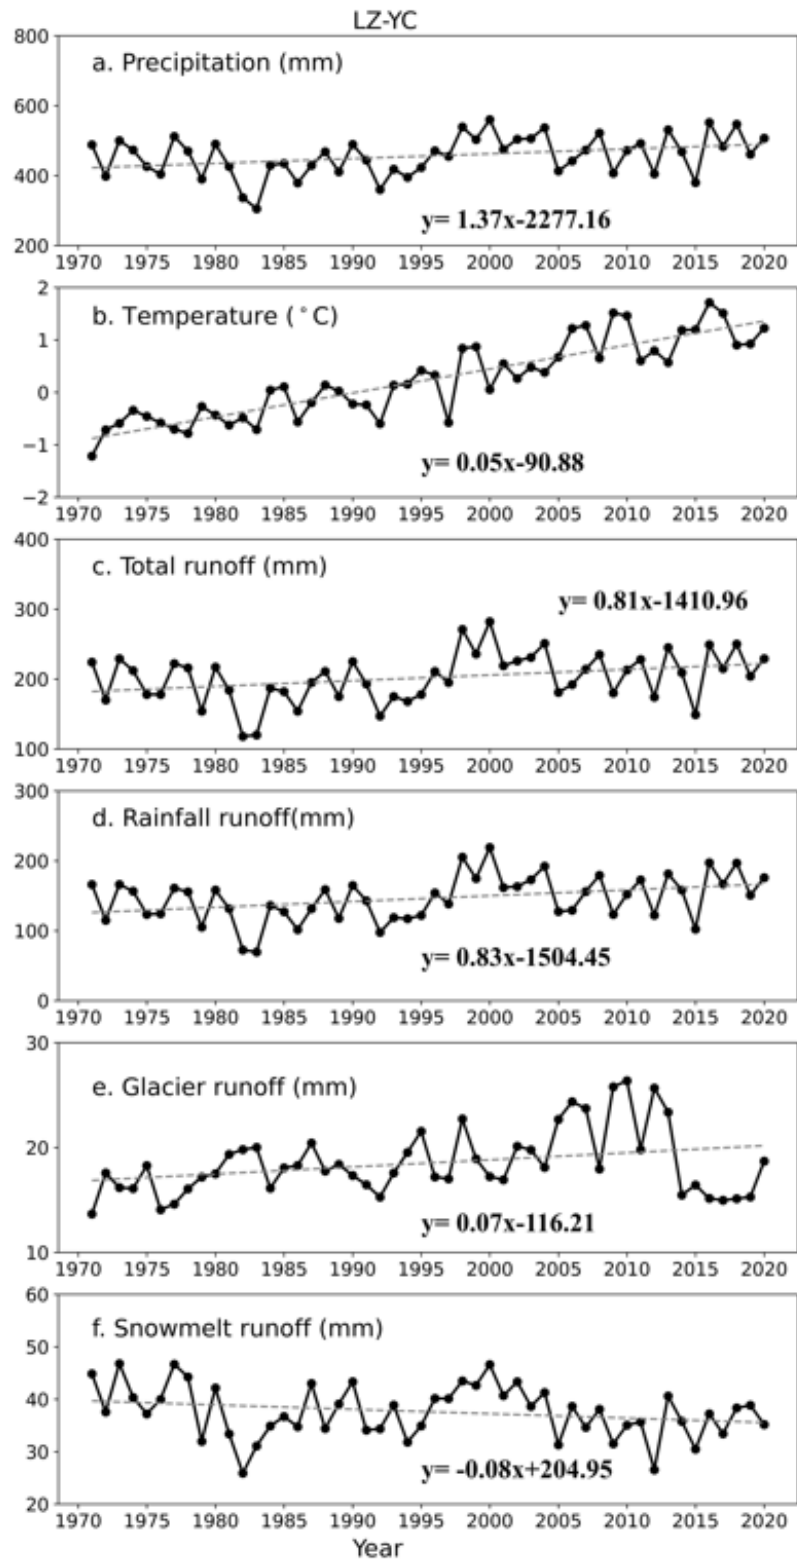 LZ-YC
800
a. Precipitation (mm)
600
400
y= 1.37x-2277.16
200
1970 1975 1980 1985 1990 1995 2000 2005 2010 2015 2020
2
b. Temperature (°C)
1
0
−1
y= 0.05x-90.88
−2
1970 1975 1980 1985 1990 1995 2000 2005 2010 2015 2020
400
c. Total runoff (mm)
y= 0.81x-1410.96
300
200
100
1970 1975 1980 1985 1990 1995 2000 2005 2010 2015 2020
300
d. Rainfall runoff(mm)
200
100
y= 0.83x-1504.45
0
1970 1975 1980 1985 1990 1995 2000 2005 2010 2015 2020
30
e. Glacier runoff (mm)
20
y= 0.07x-116.21
10
1970 1975 1980 1985 1990 1995 2000 2005 2010 2015 2020
60
f. Snowmelt runoff (mm)
50
40
30
y= -0.08x+204.95
20
1970 1975 1980 1985 1990 1995 2000 2005 2010 2015 2020
Year